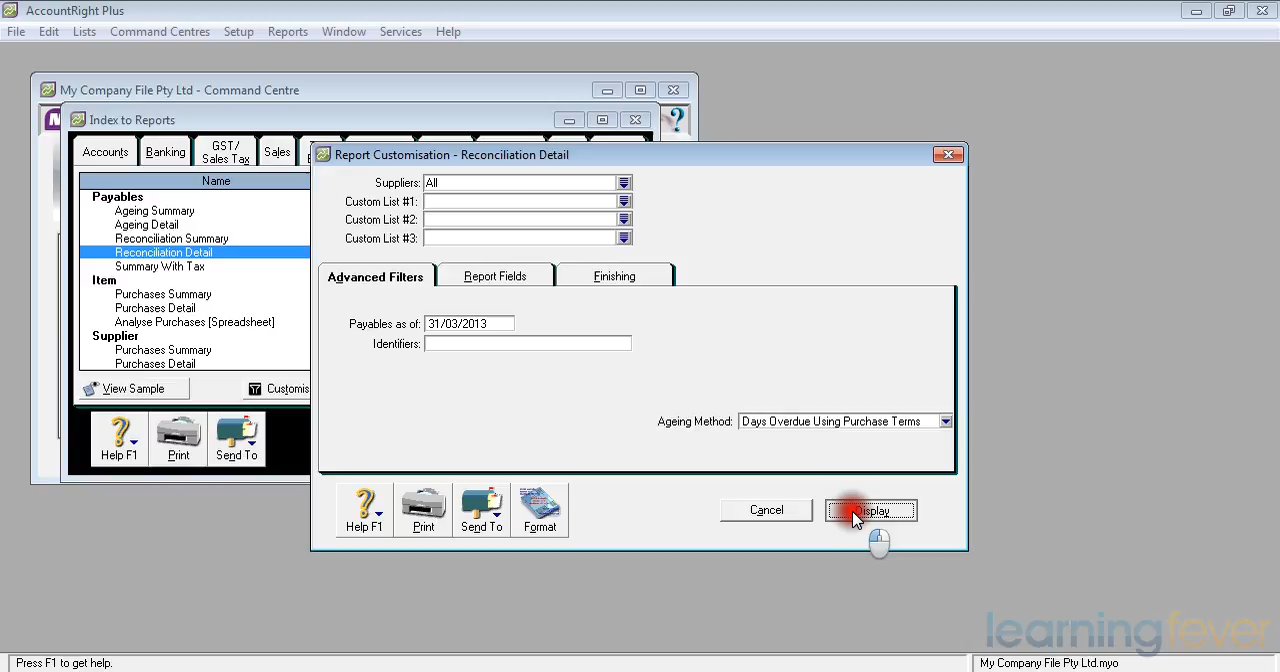 AccountRight Plus
File Edit Lists Command Centres Setup Reports Window Services Help
My Company File Pty Ltd - Command Centre
Index to Reports
Accounts Banking GST/ Sales Tax Sales
Name
Payables
Ageing Summary
Ageing Detail
Reconciliation Summary
Reconciliation Detail
Summary With Tax
Item
Purchases Summary
Purchases Detail
Analyse Purchases [Spreadsheet]
Supplier
Purchases Summary
Purchases Detail
View Sample Customis
Help F1 Print Send To
Report Customisation - Reconciliation Detail
Suppliers: All
Custom List #1:
Custom List #2:
Custom List #3:
Advanced Filters Report Fields Finishing
Payables as of: 31/03/2013
Identifiers:
Ageing Method: Days Overdue Using Purchase Terms
Help F1 Print Send To Format
Cancel Display
learningfever
Press F1 to get help. My Company File Pty Ltd.myo